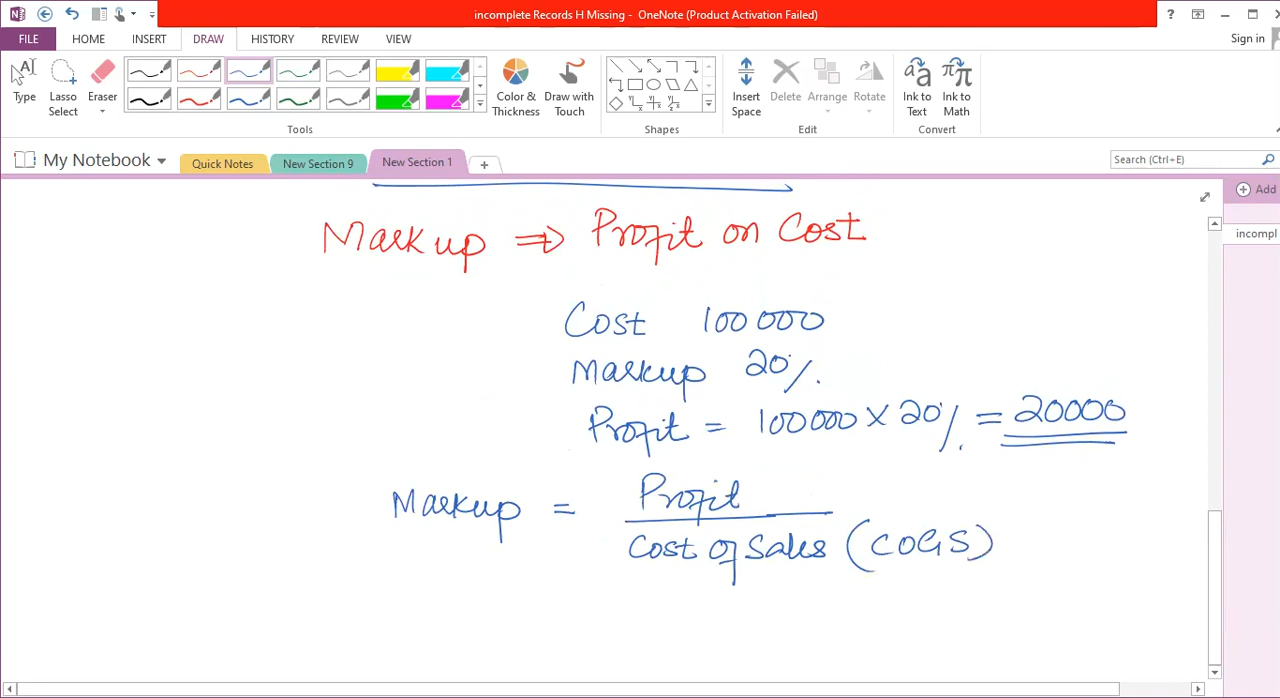 incomplete Records H Missing - OneNote (Product Activation Failed)
?
FILE HOME INSERT DRAW HISTORY REVIEW VIEW
Sign in
Type
Lasso Select
Eraser
Color & Thickness
Draw with Touch
Insert Space
Delete
Arrange
Rotate
Ink to Text
Ink to Math
Tools Shapes Edit Convert
My Notebook Quick Notes New Section 9 New Section 1 +
Search (Ctrl+E)
Add
incompl
Markup ⇒ Profit on Cost
Cost 100000
Markup 20%
Profit = 100000 × 20% = 20000
Markup = Profit
Cost of Sales (COGS)